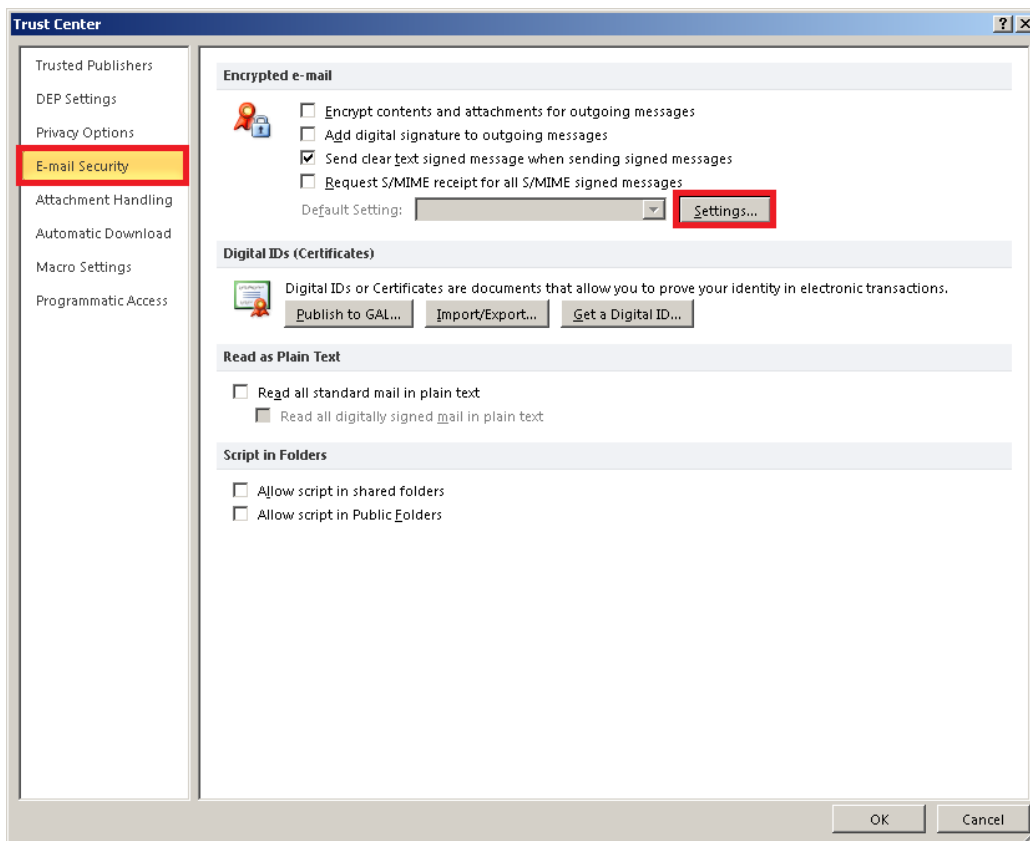 Trust Center
Trusted Publishers
DEP Settings
Privacy Options
E-mail Security
Attachment Handling
Automatic Download
Macro Settings
Programmatic Access
Encrypted e-mail
Encrypt contents and attachments for outgoing messages
Add digital signature to outgoing messages
Send clear text signed message when sending signed messages
Request S/MIME receipt for all S/MIME signed messages
Default Setting:
Settings...
Digital IDs (Certificates)
Digital IDs or Certificates are documents that allow you to prove your identity in electronic transactions.
Publish to GAL... Import/Export... Get a Digital ID...
Read as Plain Text
Read all standard mail in plain text
Read all digitally signed mail in plain text
Script in Folders
Allow script in shared folders
Allow script in Public Folders
OK Cancel